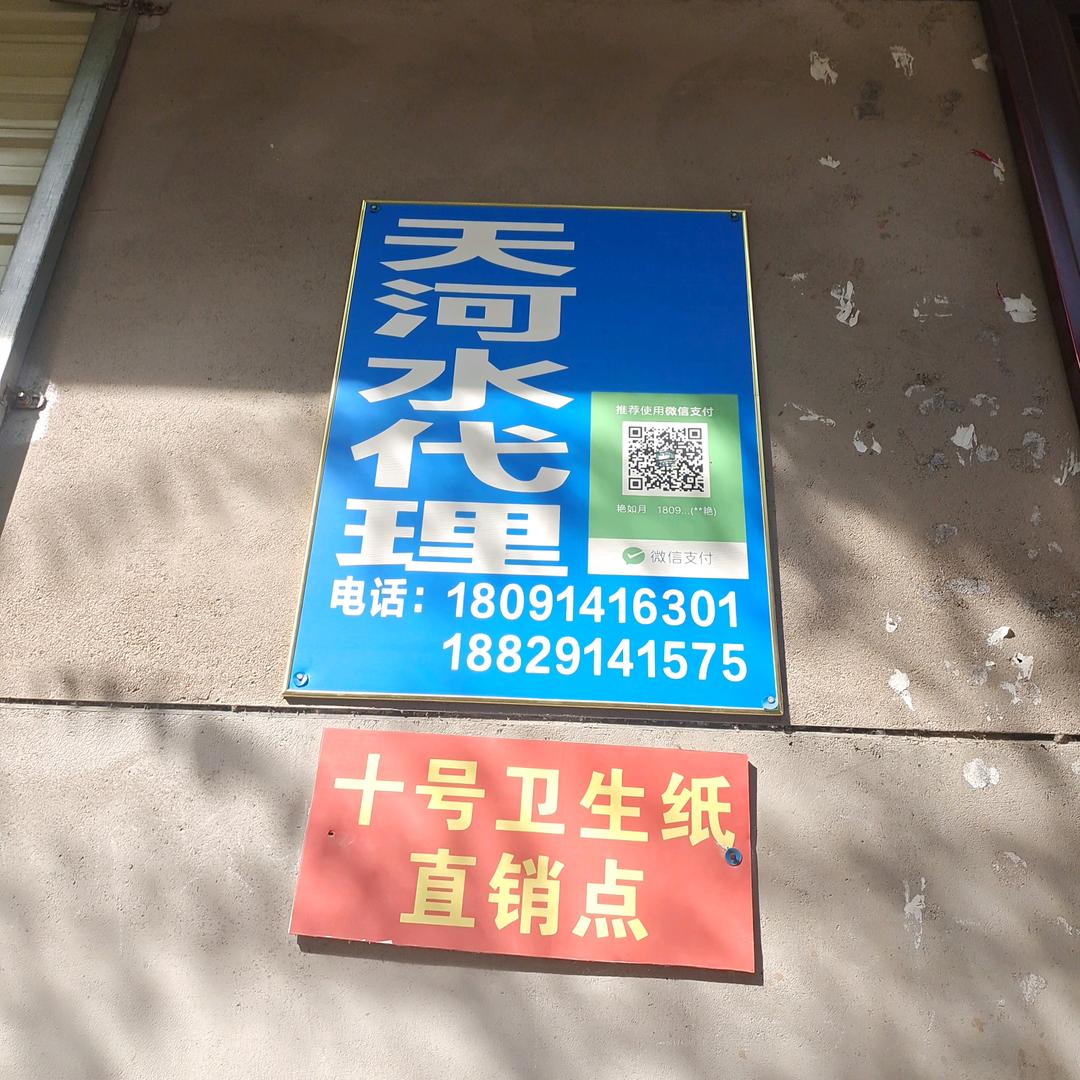 天河水代理
推荐使用微信支付
艳如月 1809...(**艳)
微信支付
电话：18091416301
18829141575
十号卫生纸
直销点